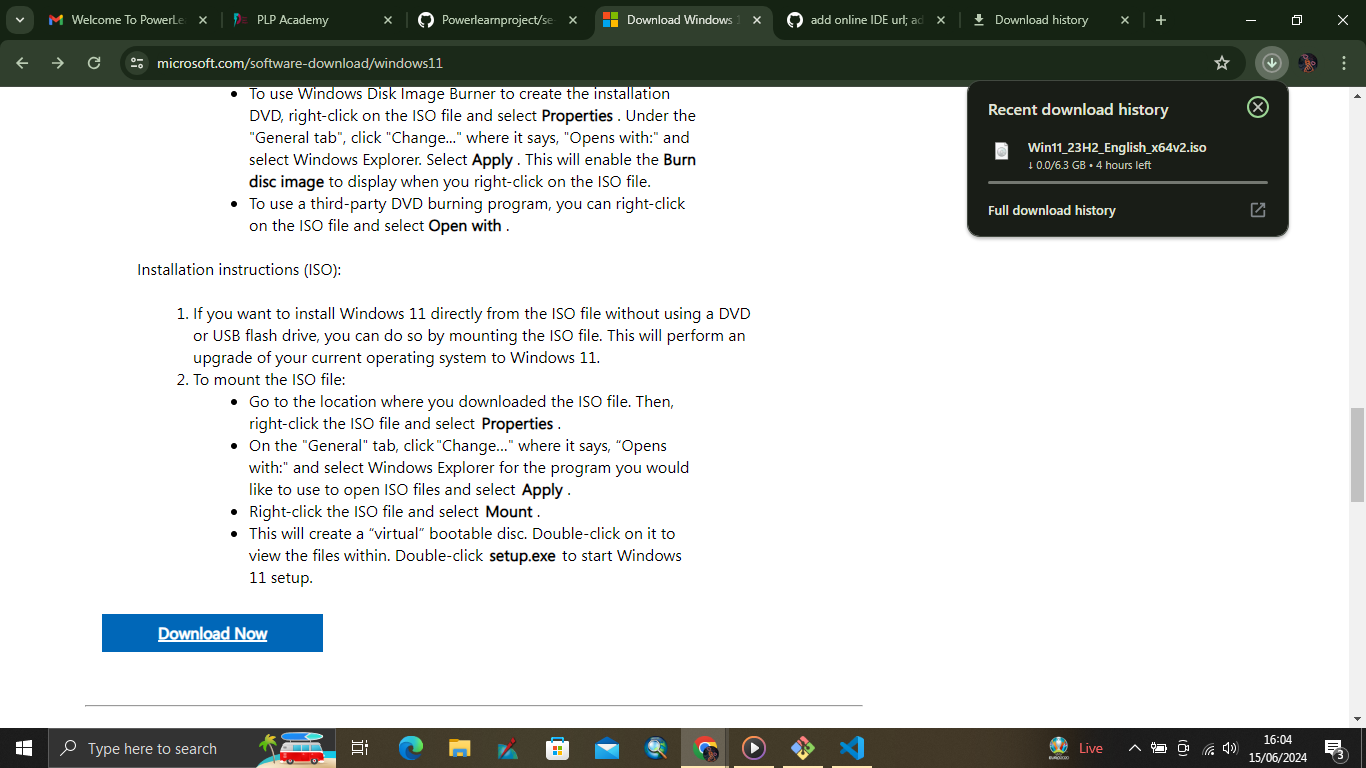 Welcome To PowerLe
PLP Academy
Powerlearnproject/se
Download Windows 1
add online IDE url; ad
Download history
microsoft.com/software-download/windows11
To use Windows Disk Image Burner to create the installation
DVD, right-click on the ISO file and select Properties . Under the
"General tab", click "Change…" where it says, "Opens with:" and
select Windows Explorer. Select Apply . This will enable the Burn
disc image to display when you right-click on the ISO file.
To use a third-party DVD burning program, you can right-click
on the ISO file and select Open with .
Recent download history
Win11_23H2_English_x64v2.iso
↓ 0.0/6.3 GB • 4 hours left
Full download history
Installation instructions (ISO):
1. If you want to install Windows 11 directly from the ISO file without using a DVD
or USB flash drive, you can do so by mounting the ISO file. This will perform an
upgrade of your current operating system to Windows 11.
2. To mount the ISO file:
Go to the location where you downloaded the ISO file. Then,
right-click the ISO file and select Properties .
On the "General" tab, click "Change…" where it says, “Opens
with:" and select Windows Explorer for the program you would
like to use to open ISO files and select Apply .
Right-click the ISO file and select Mount .
This will create a “virtual” bootable disc. Double-click on it to
view the files within. Double-click setup.exe to start Windows
11 setup.
Download Now
Type here to search
Live
16:04
15/06/2024
3